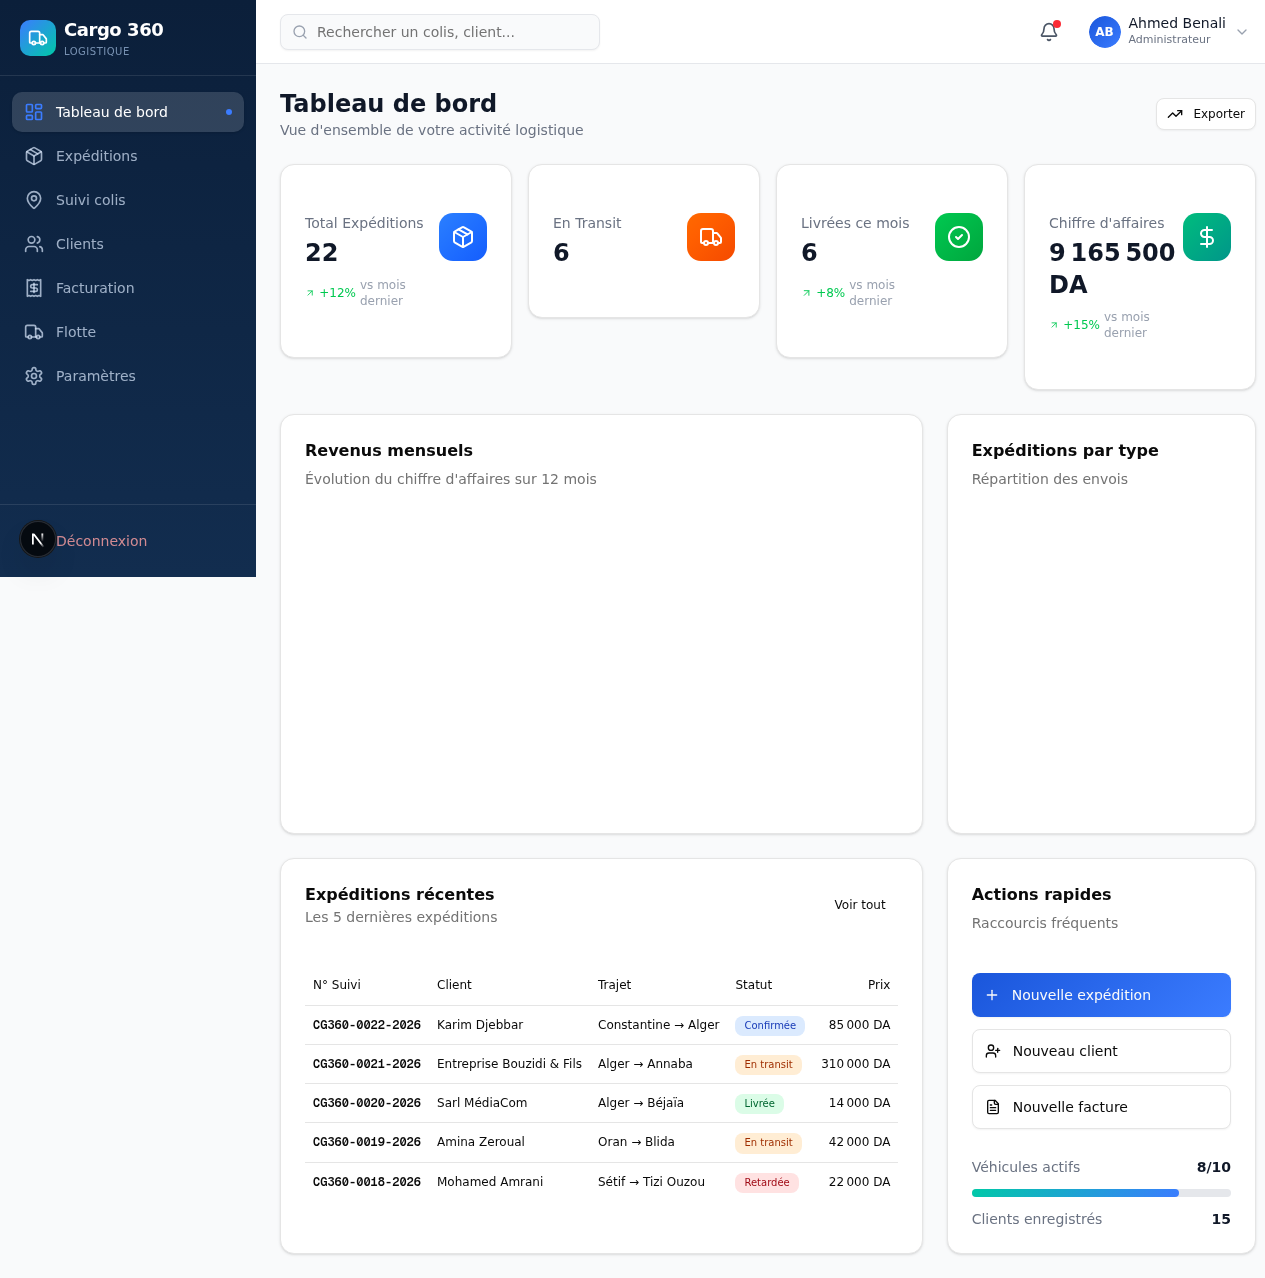 Cargo 360
LOGISTIQUE
Tableau de bord
Expéditions
Suivi colis
Clients
Facturation
Flotte
Paramètres
N
Déconnexion
Rechercher un colis, client...
AB
Ahmed Benali
Administrateur
Tableau de bord
Vue d'ensemble de votre activité logistique
Exporter
Total Expéditions
22
+12% vs mois
dernier
En Transit
6
Livrées ce mois
6
+8% vs mois
dernier
Chiffre d'affaires
9 165 500
DA
+15% vs mois
dernier
Revenus mensuels
Évolution du chiffre d'affaires sur 12 mois
Expéditions par type
Répartition des envois
Expéditions récentes
Les 5 dernières expéditions
Voir tout
N° Suivi Client Trajet Statut Prix
CG360-0022-2026 Karim Djebbar Constantine → Alger Confirmée 85 000 DA
CG360-0021-2026 Entreprise Bouzidi & Fils Alger → Annaba En transit 310 000 DA
CG360-0020-2026 Sarl MédiaCom Alger → Béjaïa Livrée 14 000 DA
CG360-0019-2026 Amina Zeroual Oran → Blida En transit 42 000 DA
CG360-0018-2026 Mohamed Amrani Sétif → Tizi Ouzou Retardée 22 000 DA
Actions rapides
Raccourcis fréquents
Nouvelle expédition
Nouveau client
Nouvelle facture
Véhicules actifs 8/10
Clients enregistrés 15